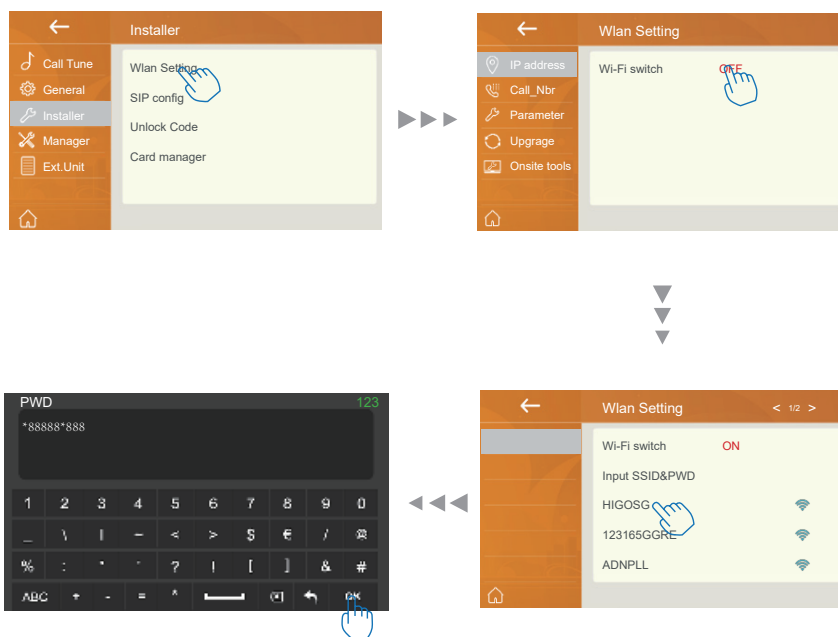 Installer
Call Tune
General
Installer
Manager
Ext.Unit
Wlan Setting
SIP config
Unlock Code
Card manager
Wlan Setting
IP address
Call_Nbr
Parameter
Upgrage
Onsite tools
Wi-Fi switch OFF
Wlan Setting < 1/2 >
Wi-Fi switch ON
Input SSID&PWD
HIGOSG
123165GGRE
ADNPLL
PWD 123
*88888*888
1 2 3 4 5 6 7 8 9 0
_ \ | ~ < > $ € / @
% : ' " ? ! [ ] & #
ABC + - = ^ OK